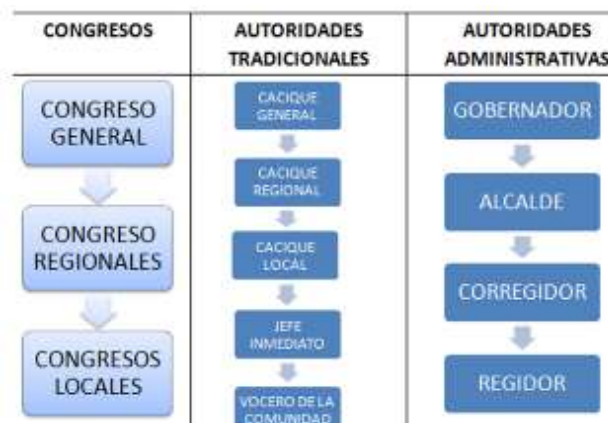 CONGRESOS
CONGRESO
GENERAL
CONGRESO
REGIONALES
CONGRESOS
LOCALES
AUTORIDADES
TRADICIONALES
CACIQUE
GENERAL
CACIQUE
REGIONAL
CACIQUE
LOCAL
JEFE
INMEDIATO
VOCERO DE LA
COMUNIDAD
AUTORIDADES
ADMINISTRATIVAS
GOBERNADOR
ALCALDE
CORREGIDOR
REGIDOR